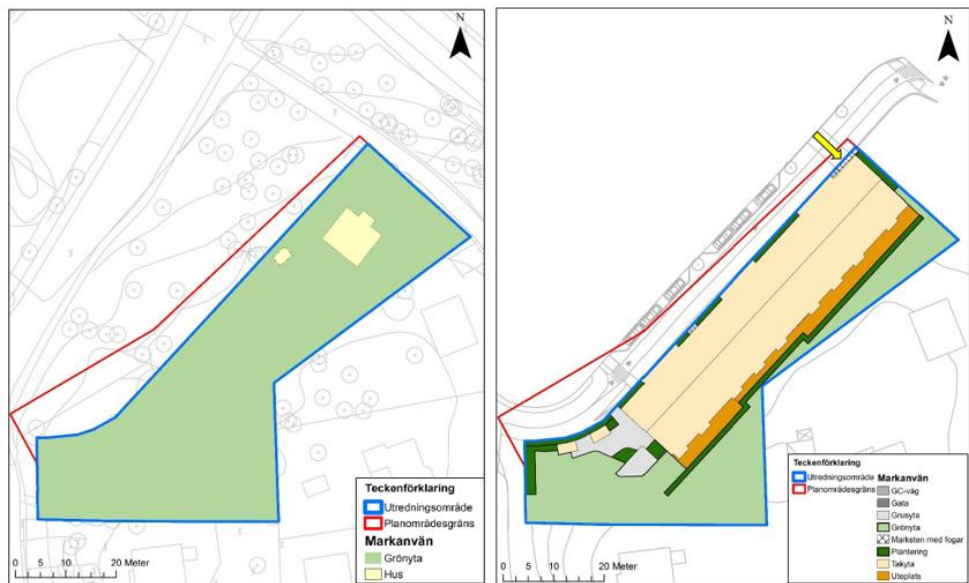 N
Teckenförklaring
Utredningsområde
Planområdesgräns
Markanvän
Grönyta
Hus
0 5 10 20 Meter
N
Teckenförklaring
Utredningsområde
Planområdesgräns
Markanvän
GC-väg
Gata
Grusyta
Grönyta
Marksten med fogar
Plantering
Takyta
Uteplats
0 5 10 20 Meter